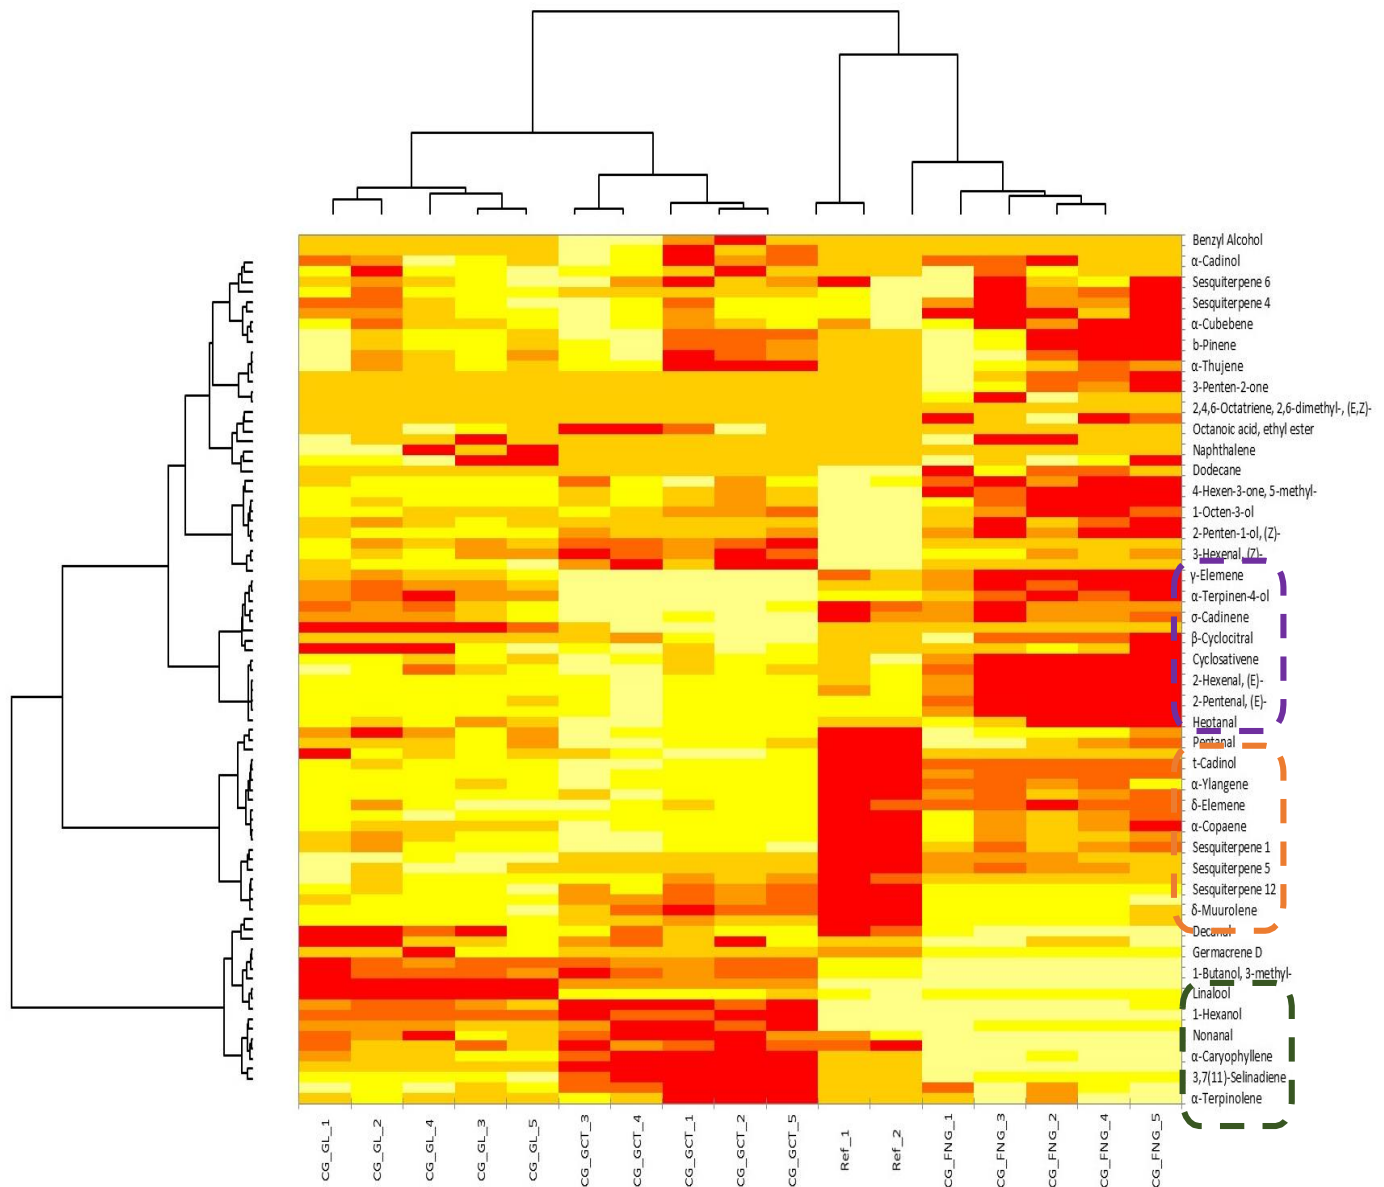 Benzyl Alcohol
α-Cadinol
Sesquiterpene 6
Sesquiterpene 4
α-Cubebene
b-Pinene
α-Thujene
3-Penten-2-one
2,4,6-Octatriene, 2,6-dimethyl-, (E,Z)-
Octanoic acid, ethyl ester
Naphthalene
Dodecane
4-Hexen-3-one, 5-methyl-
1-Octen-3-ol
2-Penten-1-ol, (Z)-
3-Hexenal, (Z)-
γ-Elemene
α-Terpinen-4-ol
σ-Cadinene
β-Cyclocitral
Cyclosativene
2-Hexenal, (E)-
2-Pentenal, (E)-
Heptanal
Pentanal
t-Cadinol
α-Ylangene
δ-Elemene
α-Copaene
Sesquiterpene 1
Sesquiterpene 5
Sesquiterpene 12
δ-Muurolene
Decanal
Germacrene D
1-Butanol, 3-methyl-
Linalool
1-Hexanol
Nonanal
α-Caryophyllene
3,7(11)-Selinadiene
α-Terpinolene
CG_GL_1
CG_GL_2
CG_GL_4
CG_GL_3
CG_GL_5
CG_GCT_3
CG_GCT_4
CG_GCT_1
CG_GCT_2
CG_GCT_5
Ref_1
Ref_2
CG_FNG_1
CG_FNG_3
CG_FNG_2
CG_FNG_4
CG_FNG_5